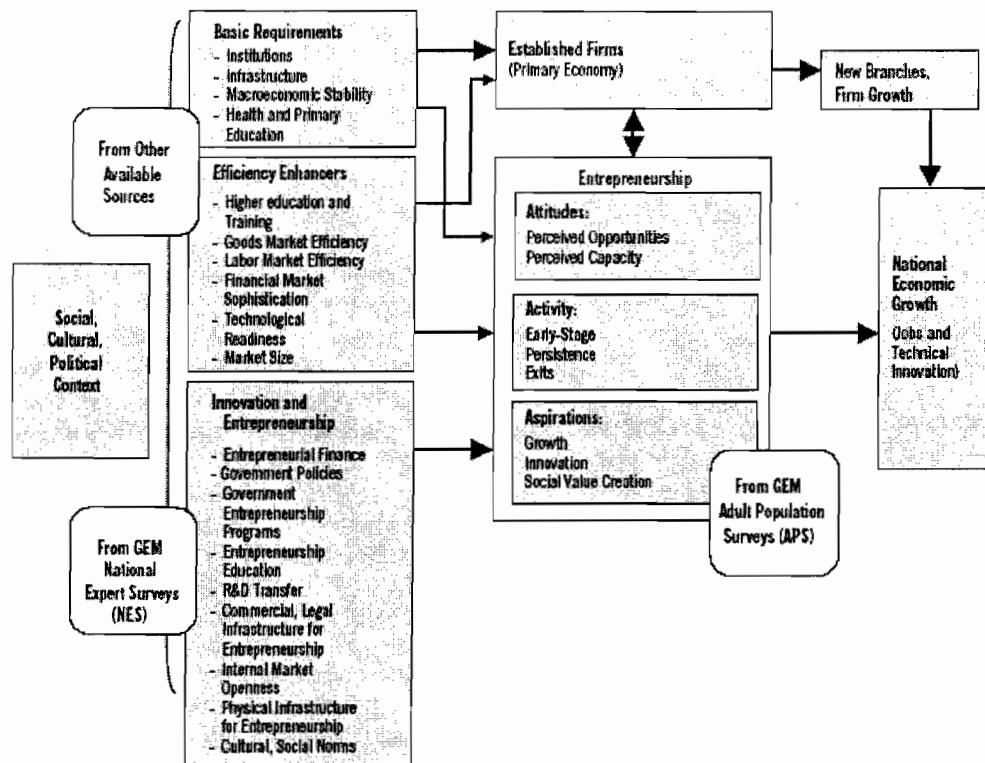 Social,
Cultural,
Political
Context
From Other
Available
Sources
From GEM
National
Expert Surveys
(NES)
Basic Requirements
- Institutions
- Infrastructure
- Macroeconomic Stability
- Health and Primary
Education
Efficiency Enhancers
- Higher education and
Training
- Goods Market Efficiency
- Labor Market Efficiency
- Financial Market
Sophistication
- Technological
Readiness
- Market Size
Innovation and
Entrepreneurship
- Entrepreneurial Finance
- Government Policies
- Government
Entrepreneurship
Programs
- Entrepreneurship
Education
- R&D Transfer
- Commercial, Legal
Infrastructure for
Entrepreneurship
- Internal Market
Openness
- Physical Infrastructure
for Entrepreneurship
- Cultural, Social Norms
Established Firms
(Primary Economy)
New Branches,
Firm Growth
Entrepreneurship
Attitudes:
Perceived Opportunities
Perceived Capacity
Activity:
Early-Stage
Persistence
Exits
Aspirations:
Growth
Innovation
Social Value Creation
From GEM
Adult Population
Surveys (APS)
National
Economic
Growth
(Jobs and
Technical
Innovation)